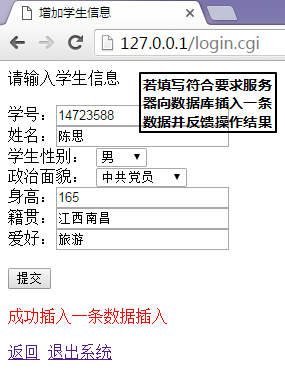 增加学生信息
127.0.0.1/login.cgi
请输入学生信息
若填写符合要求服务
器向数据库插入一条
数据并反馈操作结果
学号: 14723588
姓名: 陈思
学生性别: 男
政治面貌: 中共党员
身高: 165
籍贯: 江西南昌
爱好: 旅游
提交
成功插入一条数据插入
返回 退出系统